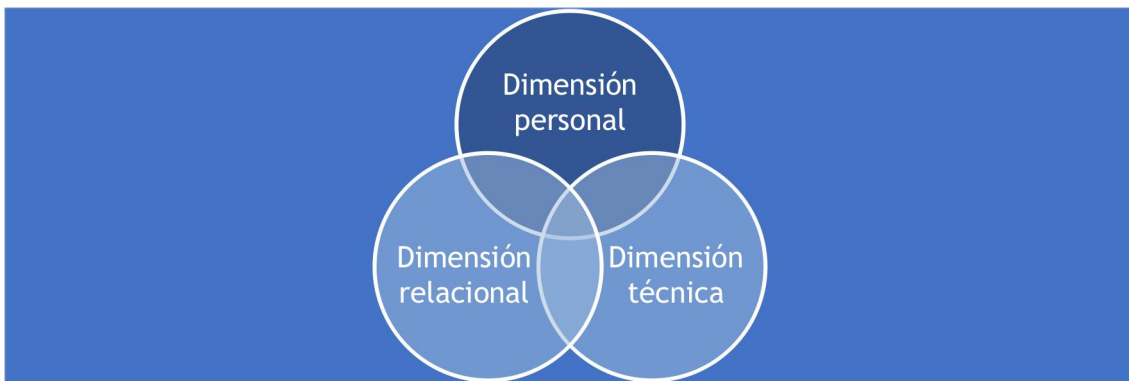 Dimensión
personal
Dimensión
relacional
Dimensión
técnica